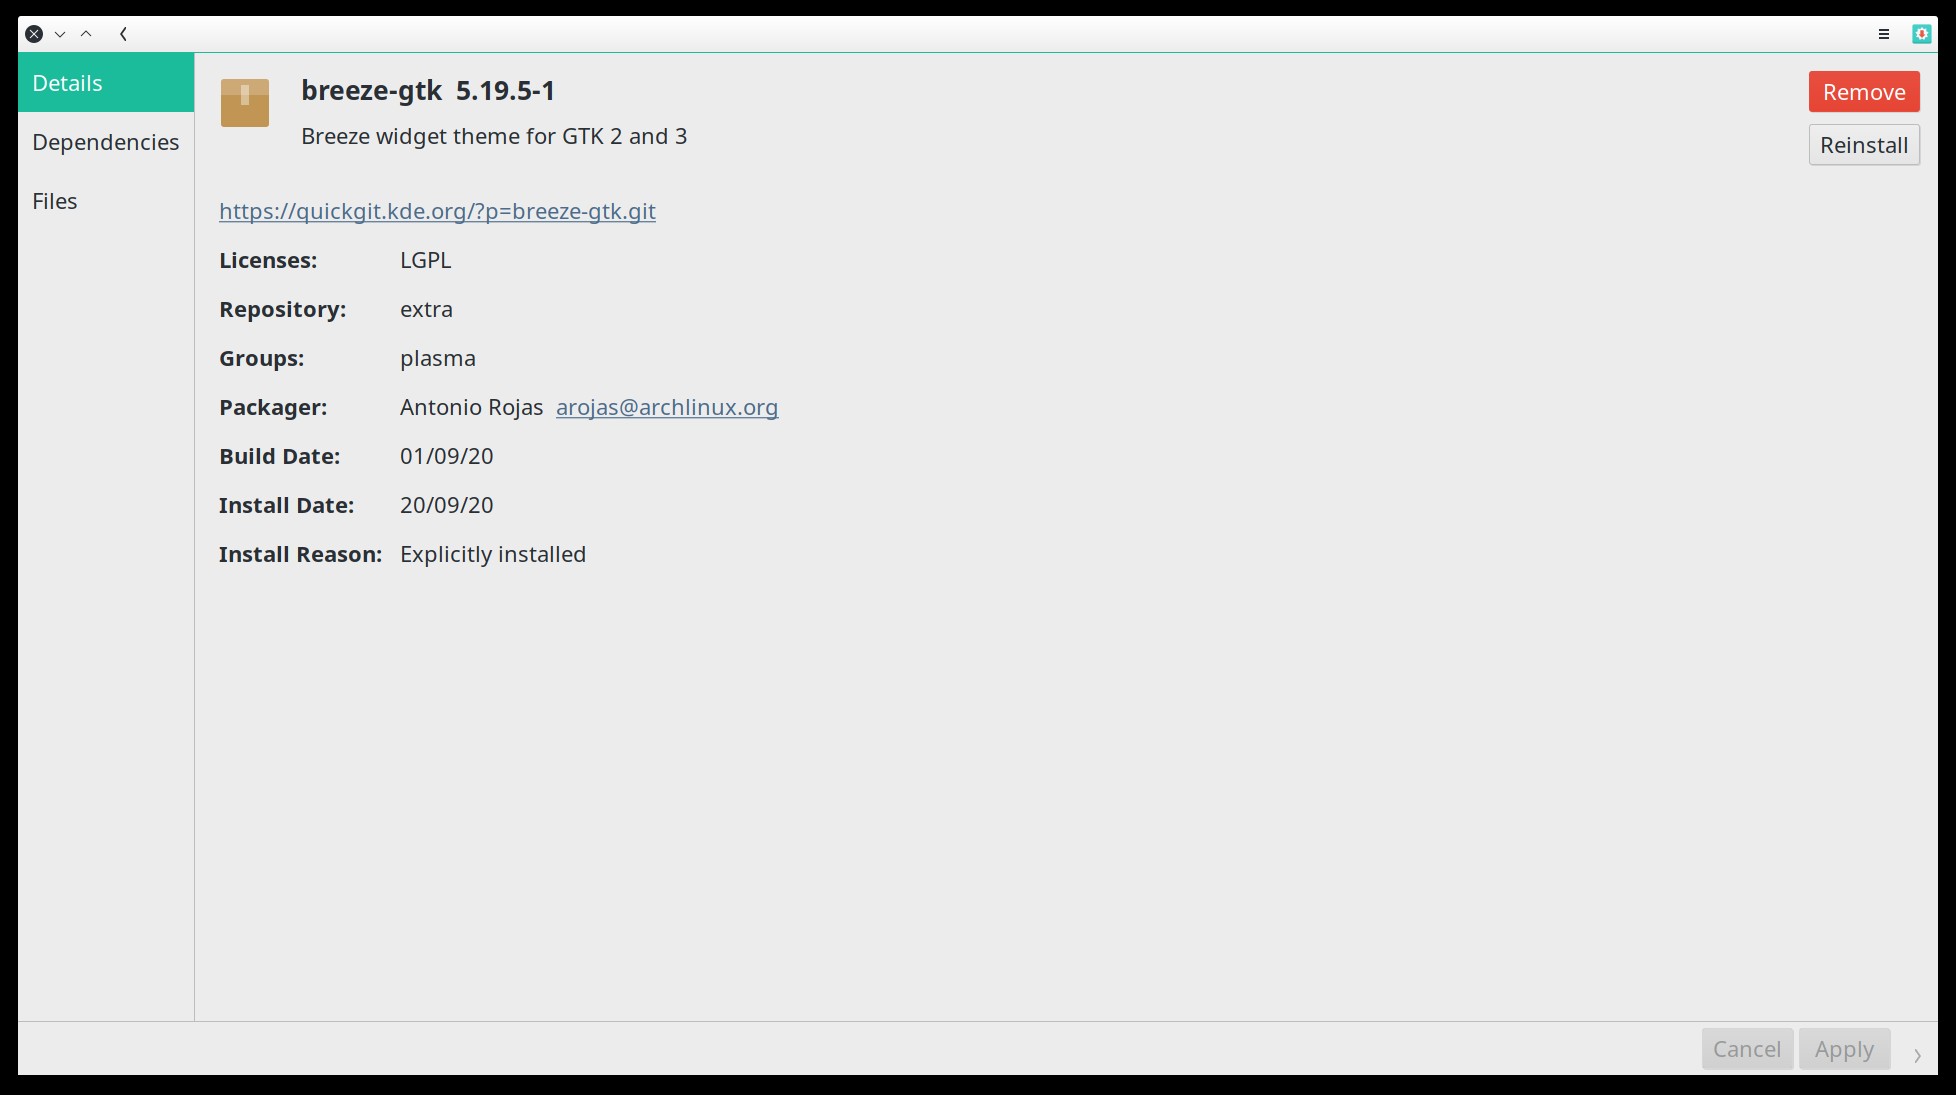 Details
Dependencies
Files
breeze-gtk 5.19.5-1
Breeze widget theme for GTK 2 and 3
Remove
Reinstall
https://quickgit.kde.org/?p=breeze-gtk.git
Licenses: LGPL
Repository: extra
Groups: plasma
Packager: Antonio Rojas arojas@archlinux.org
Build Date: 01/09/20
Install Date: 20/09/20
Install Reason: Explicitly installed
Cancel Apply